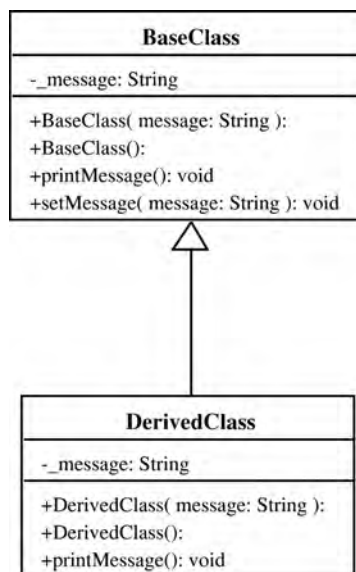 BaseClass
-_message: String
+BaseClass( message: String ):
+BaseClass():
+printMessage(): void
+setMessage( message: String ): void
DerivedClass
-_message: String
+DerivedClass( message: String ):
+DerivedClass():
+printMessage(): void